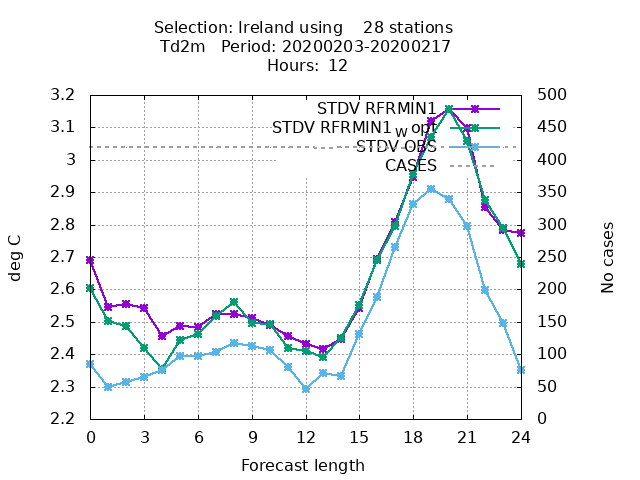 Selection: Ireland using 28 stations
Td2m Period: 20200203-20200217
Hours: 12
3.2
3.1
3
2.9
2.8
2.7
2.6
2.5
2.4
2.3
2.2
deg C
500
450
400
350
300
250
200
150
100
50
0
No cases
STDV RFRMIN1
STDV RFRMIN1 W opt
STDV OBS
CASES
0 3 6 9 12 15 18 21 24
Forecast length